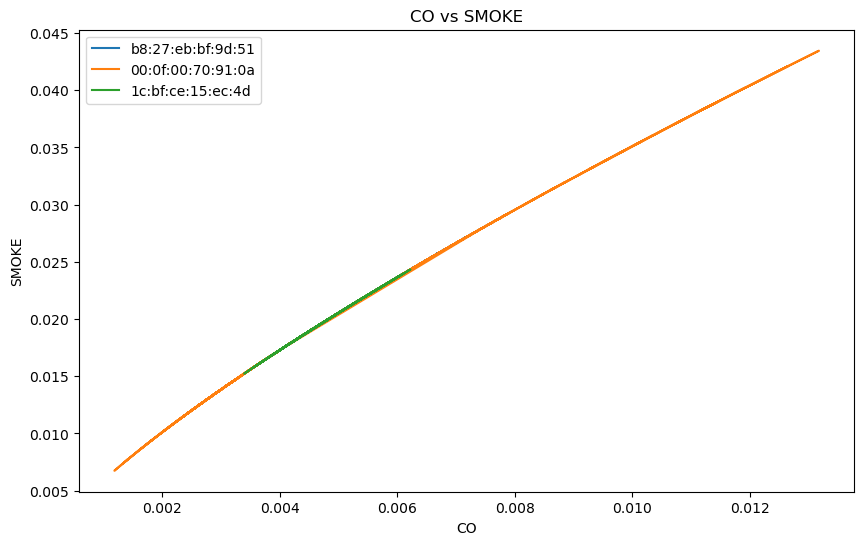 CO vs SMOKE
0.045
b8:27:eb:bf:9d:51
00:0f:00:70:91:0a
1c:bf:ce:15:ec:4d
0.040
0.035
0.030
SMOKE
0.025
0.020
0.015
0.010
0.005
0.002 0.004 0.006 0.008 0.010 0.012
CO